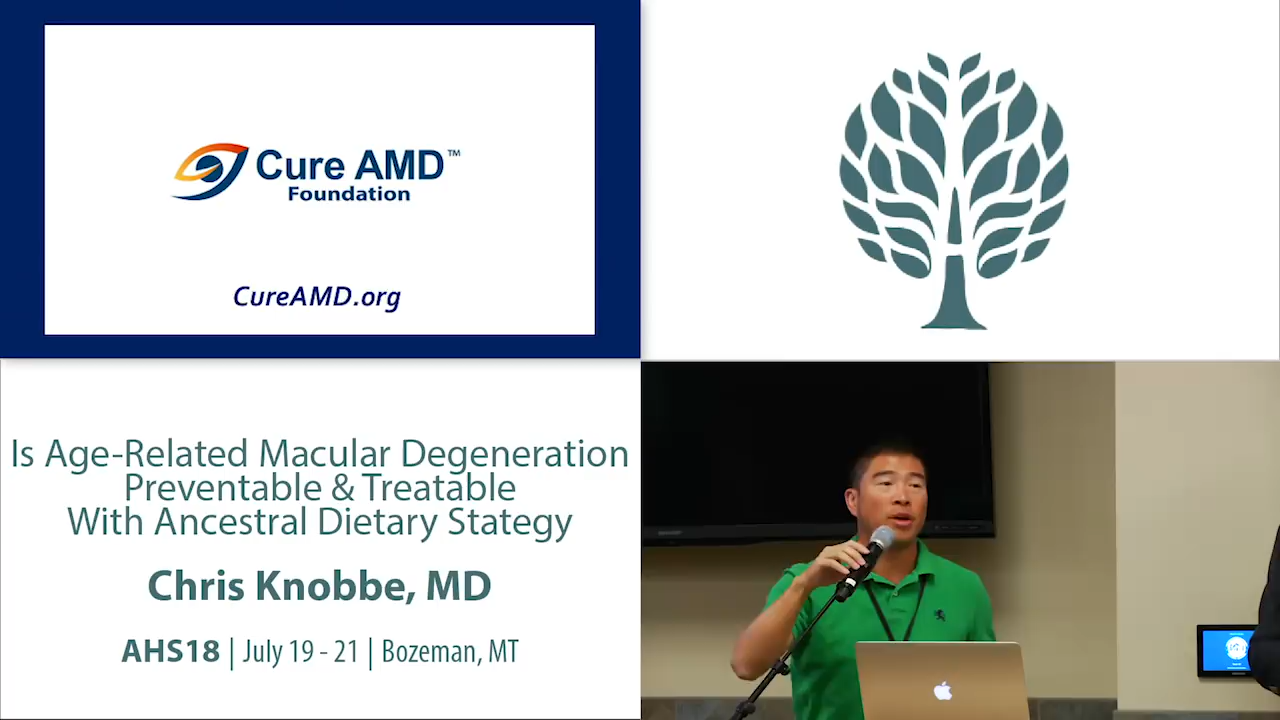 Cure AMD™
Foundation
CureAMD.org
Is Age-Related Macular Degeneration
Preventable & Treatable
With Ancestral Dietary Stategy
Chris Knobbe, MD
AHS18 | July 19 - 21 | Bozeman, MT